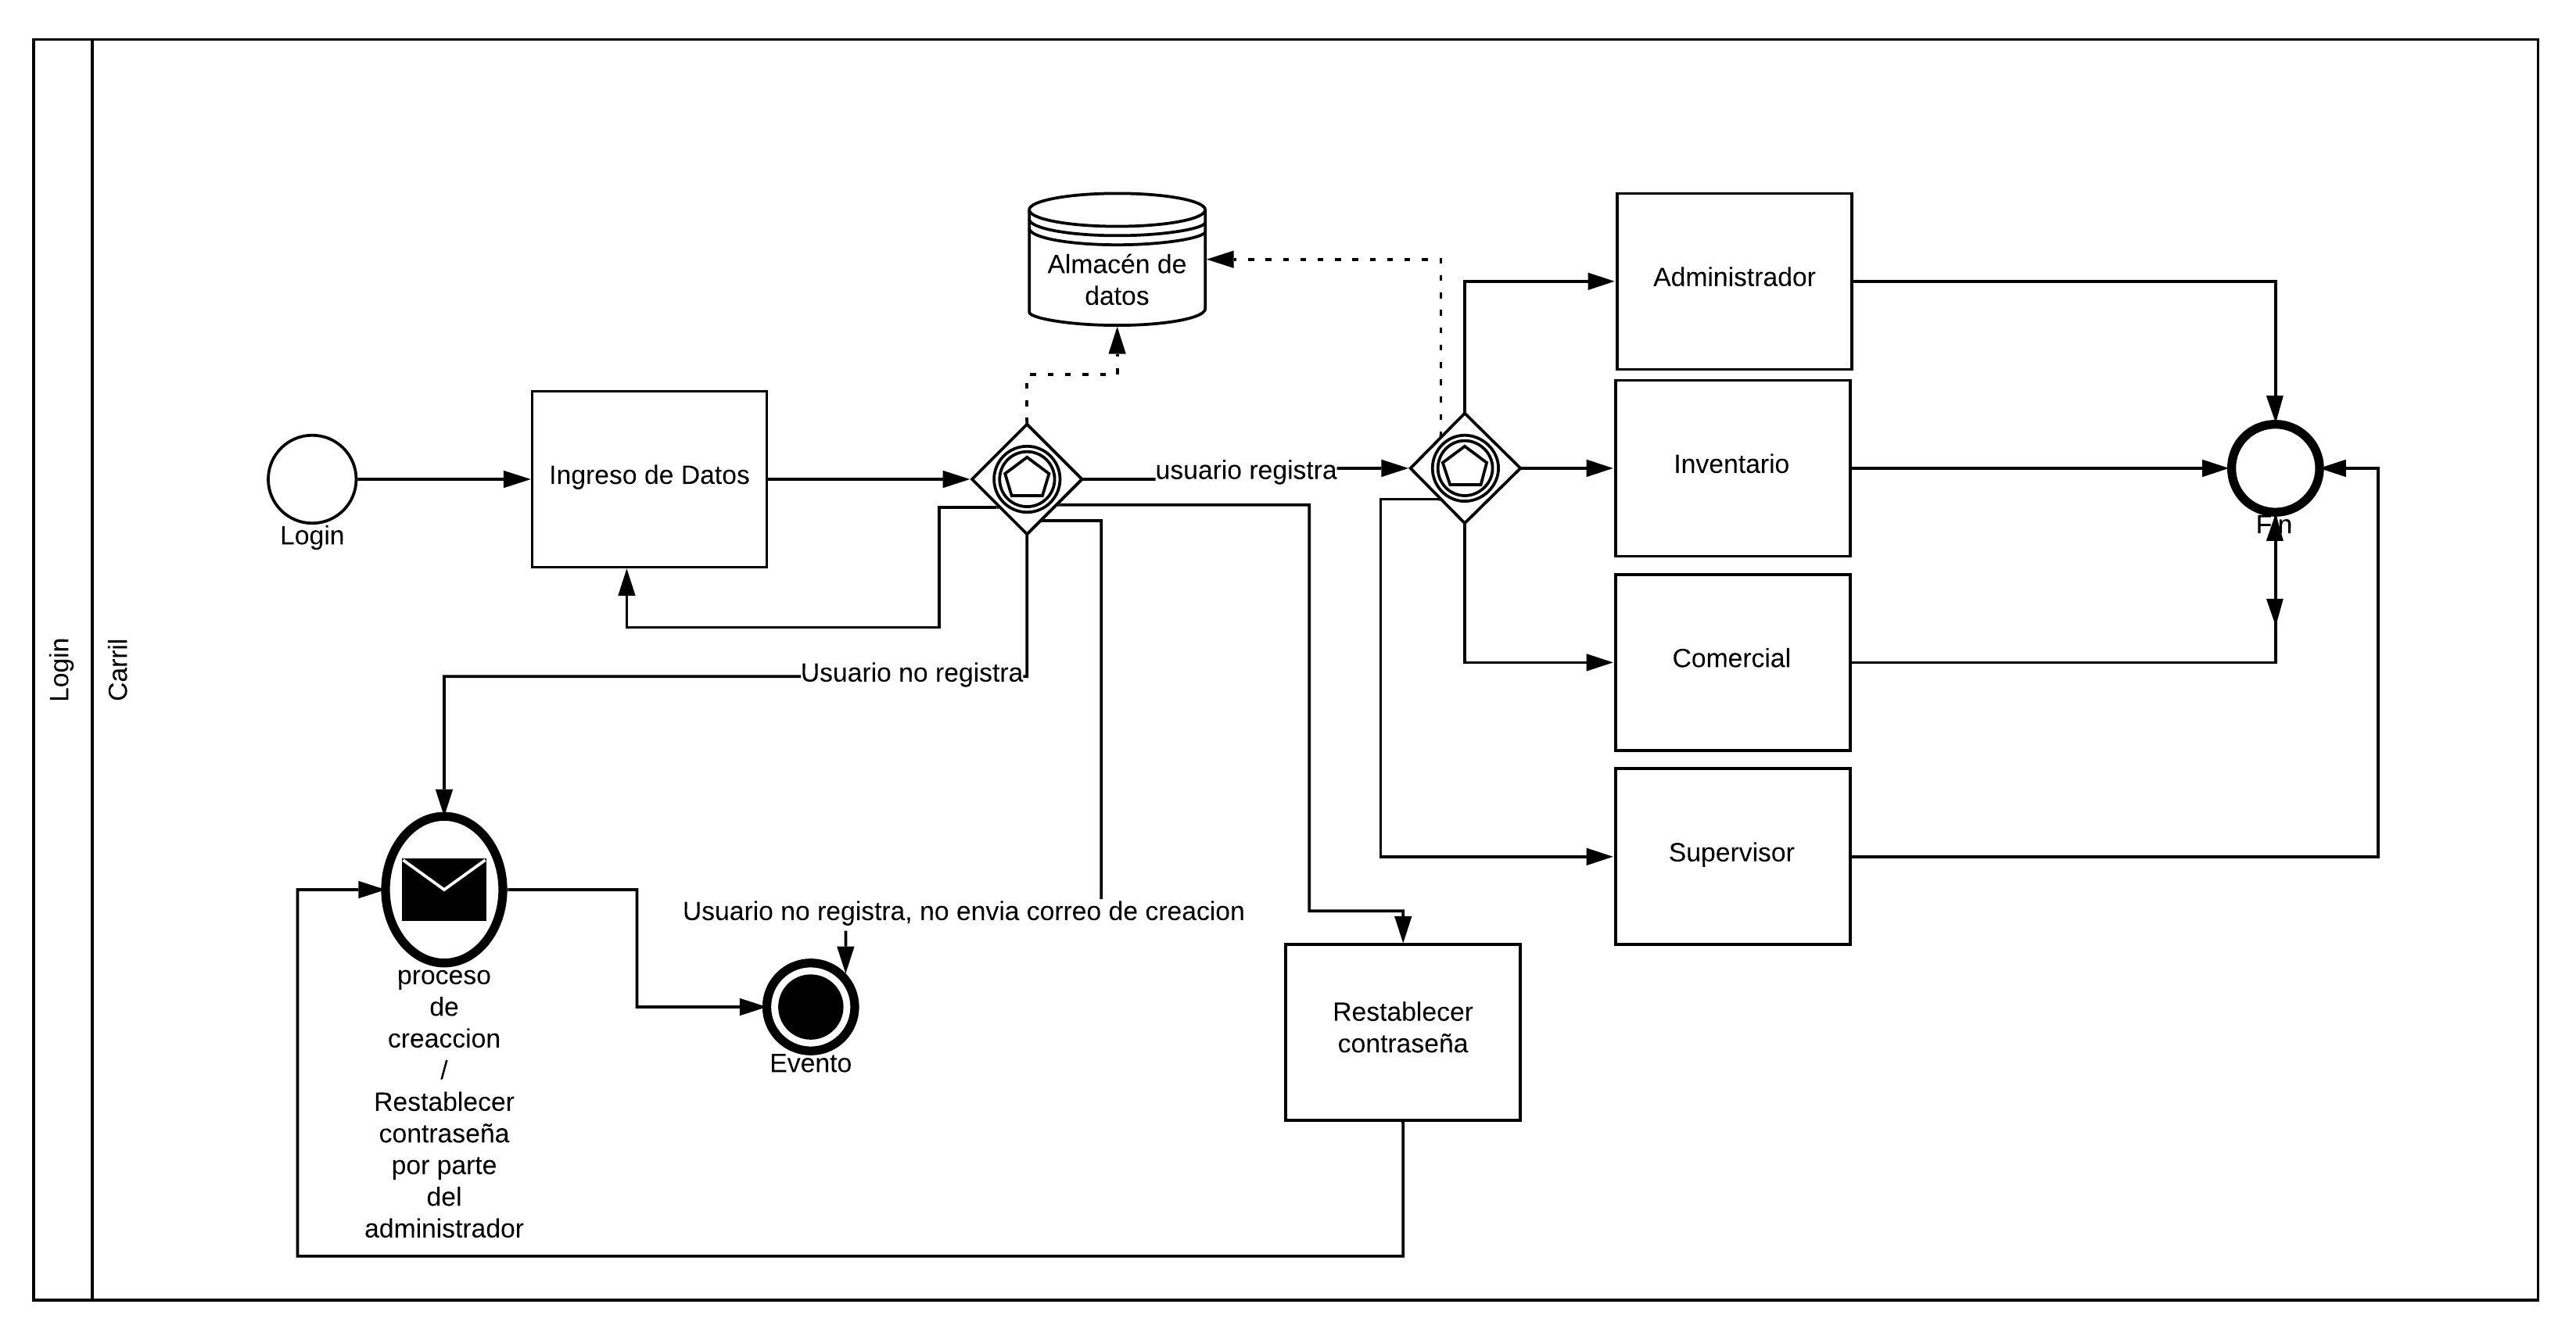 Login
Carril
Almacén de
datos
Administrador
Ingreso de Datos
usuario registra
Inventario
Login
Fin
Usuario no registra
Comercial
Supervisor
Usuario no registra, no envia correo de creacion
proceso
de
creaccion
/
Restablecer
contraseña
por parte
del
administrador
Evento
Restablecer
contraseña